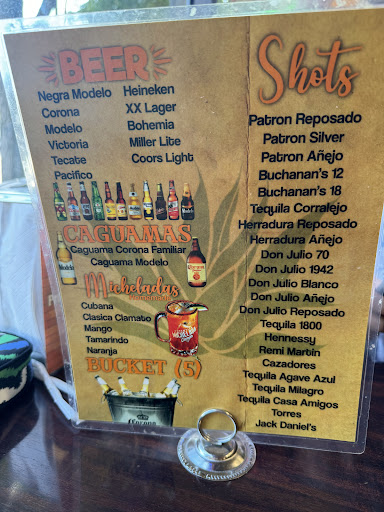 BEER
Negra Modelo Heineken
Corona XX Lager
Modelo Bohemia
Victoria Miller Lite
Tecate Coors Light
Pacifico
CAGUAMAS
Caguama Corona Familiar
Caguama Modelo
Micheladas
Cubana
Clasica Clamato
Mango
Tamarindo
Naranja
BUCKET (5)
Corona
Shots
Patron Reposado
Patron Silver
Patron Añejo
Buchanan's 12
Buchanan's 18
Tequila Corralejo
Herradura Reposado
Herradura Añejo
Don Julio 70
Don Julio 1942
Don Julio Blanco
Don Julio Añejo
Don Julio Reposado
Tequila 1800
Hennessy
Remi Martín
Cazadores
Tequila Agave Azul
Tequila Milagro
Tequila Casa Amigos
Torres
Jack Daniel's